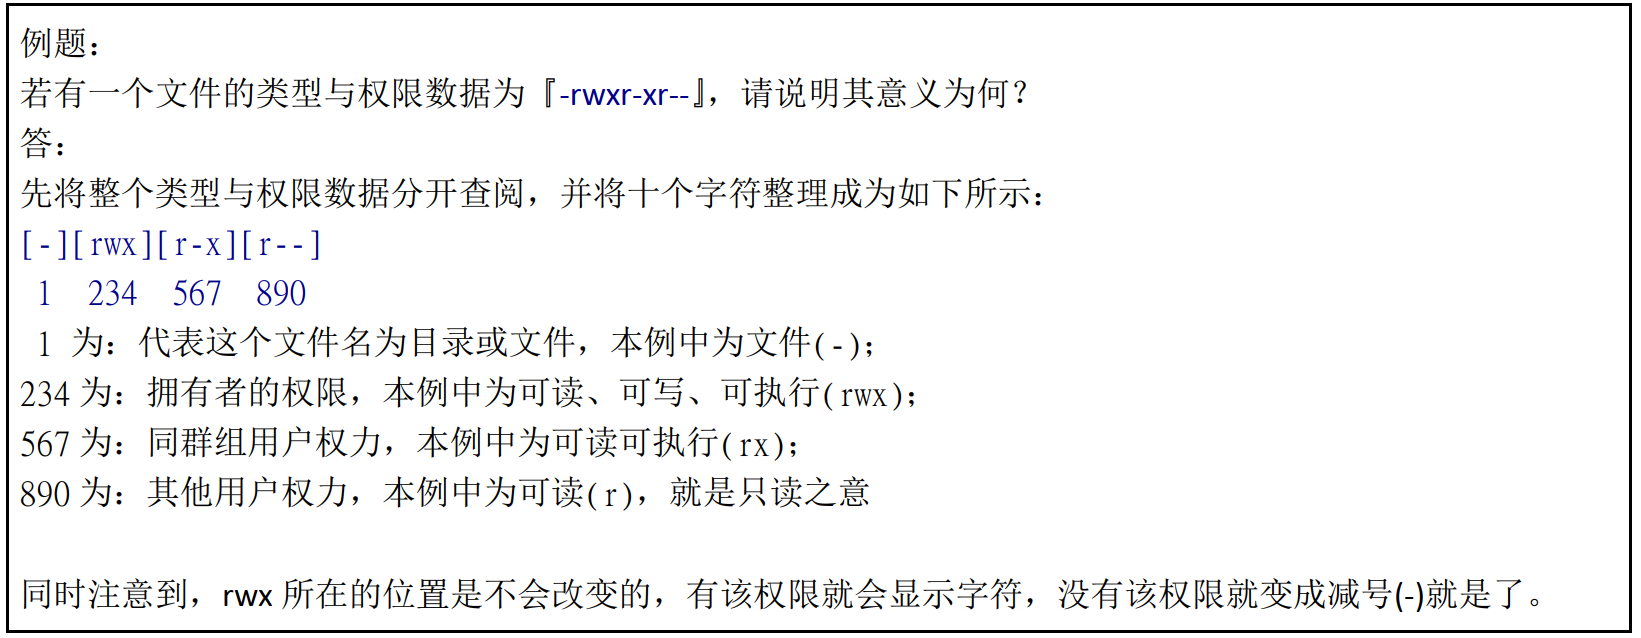 例题：
若有一个文件的类型与权限数据为『-rwxr-xr--』，请说明其意义为何？
答：
先将整个类型与权限数据分开查阅，并将十个字符整理成为如下所示：
[-][rwx][r-x][r--]
 1  234  567  890
 1 为：代表这个文件名为目录或文件，本例中为文件(-)；
234 为：拥有者的权限，本例中为可读、可写、可执行(rwx)；
567 为：同群组用户权力，本例中为可读可执行(rx)；
890 为：其他用户权力，本例中为可读(r)，就是只读之意
同时注意到，rwx 所在的位置是不会改变的，有该权限就会显示字符，没有该权限就变成减号(-)就是了。